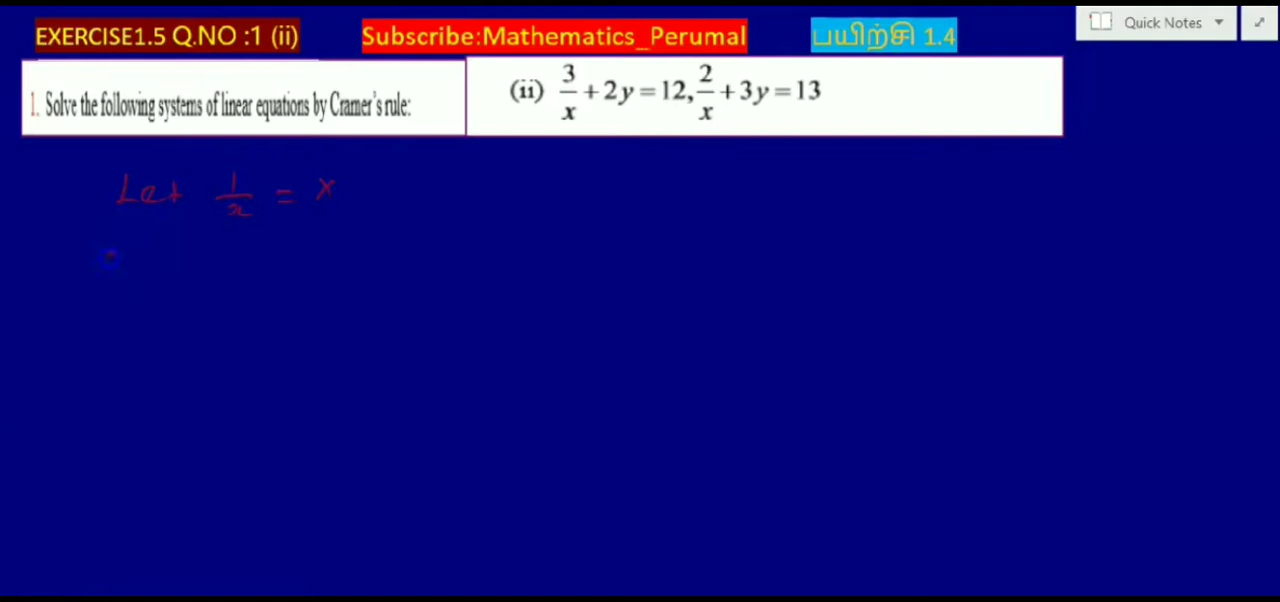 EXERCISE1.5 Q.NO :1 (ii) Subscribe:Mathematics_Perumal பயிற்சி 1.4 Quick Notes
1. Solve the following systems of linear equations by Cramer's rule: (ii) 3/x + 2y = 12, 2/x + 3y = 13
Let 1/x = X